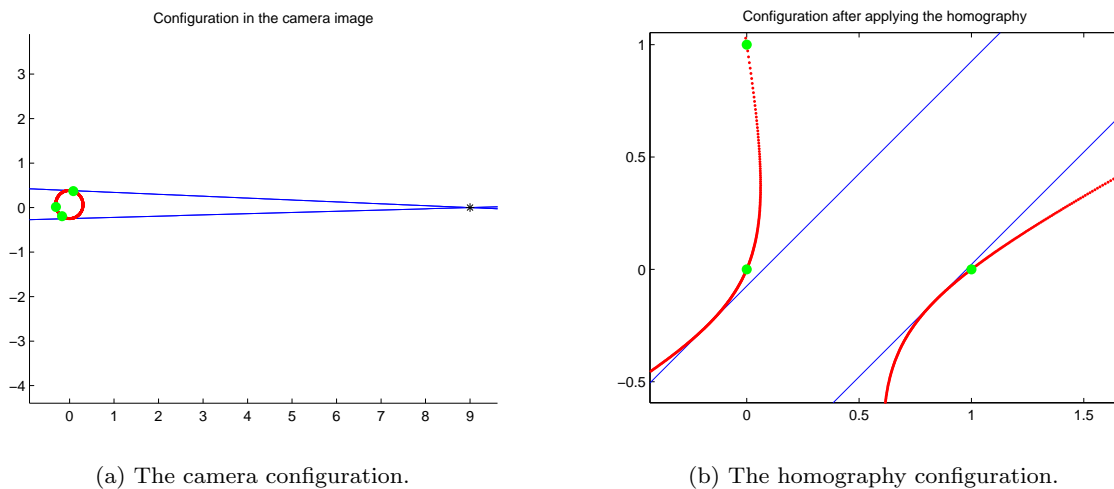 Configuration in the camera image
3
2
1
0
−1
−2
−3
−4
0 1 2 3 4 5 6 7 8 9
(a) The camera configuration.
Configuration after applying the homography
1
0.5
0
−0.5
0 0.5 1 1.5
(b) The homography configuration.